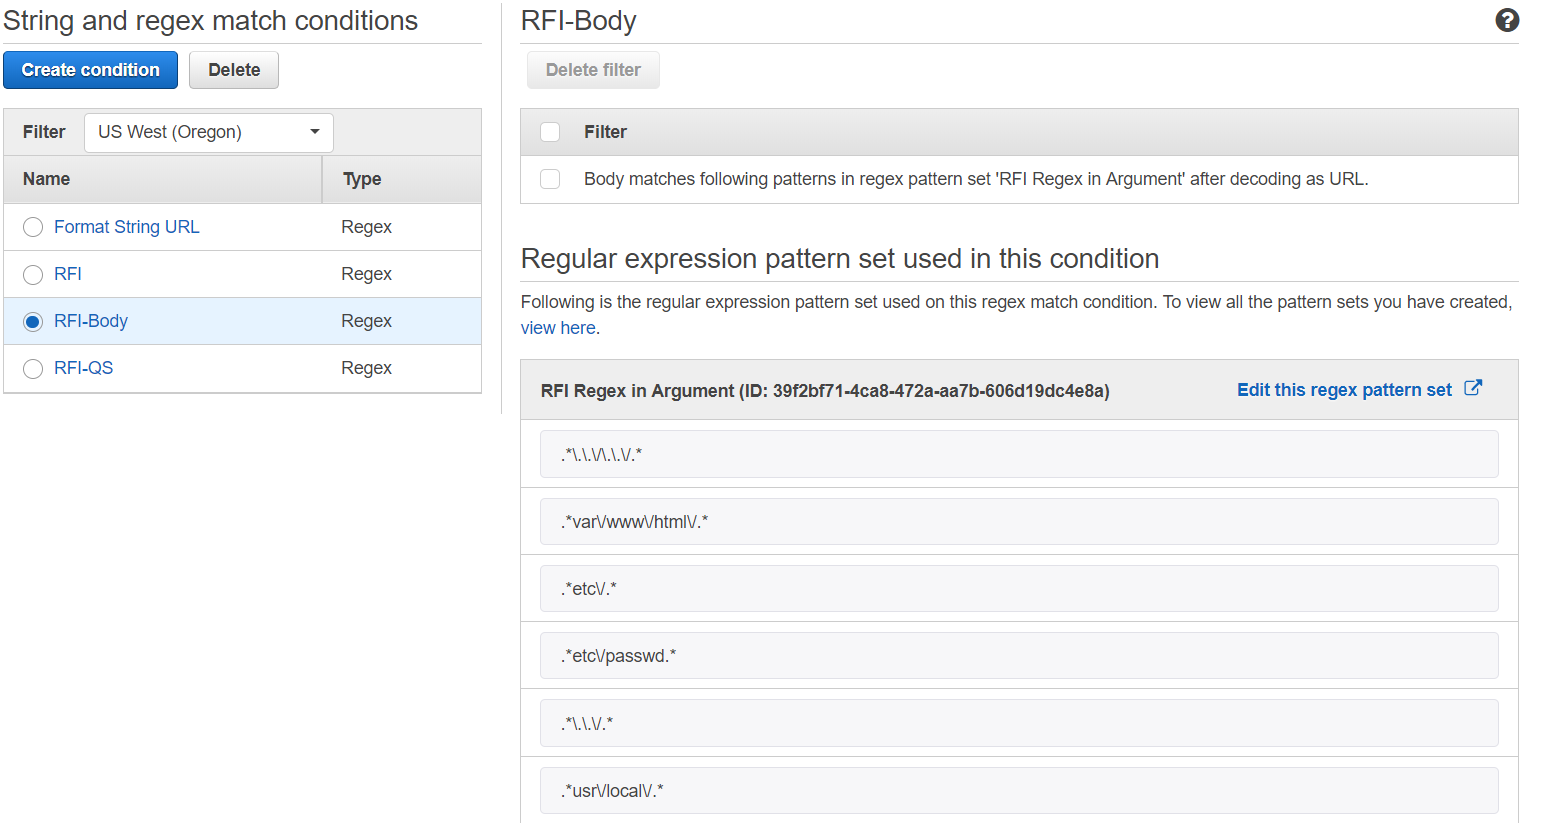 String and regex match conditions
Create condition
Delete
Filter
US West (Oregon)
Name
Type
Format String URL
Regex
RFI
Regex
RFI-Body
Regex
RFI-QS
Regex
RFI-Body
?
Delete filter
Filter
Body matches following patterns in regex pattern set 'RFI Regex in Argument' after decoding as URL.
Regular expression pattern set used in this condition
Following is the regular expression pattern set used on this regex match condition. To view all the pattern sets you have created,
view here.
RFI Regex in Argument (ID: 39f2bf71-4ca8-472a-aa7b-606d19dc4e8a)
Edit this regex pattern set
.*\.\.\/\.\.\/.*
.*var\/www\/html\/.*
.*etc\/.*
.*etc\/passwd.*
.*\.\.\/.*
.*usr\/local\/.*